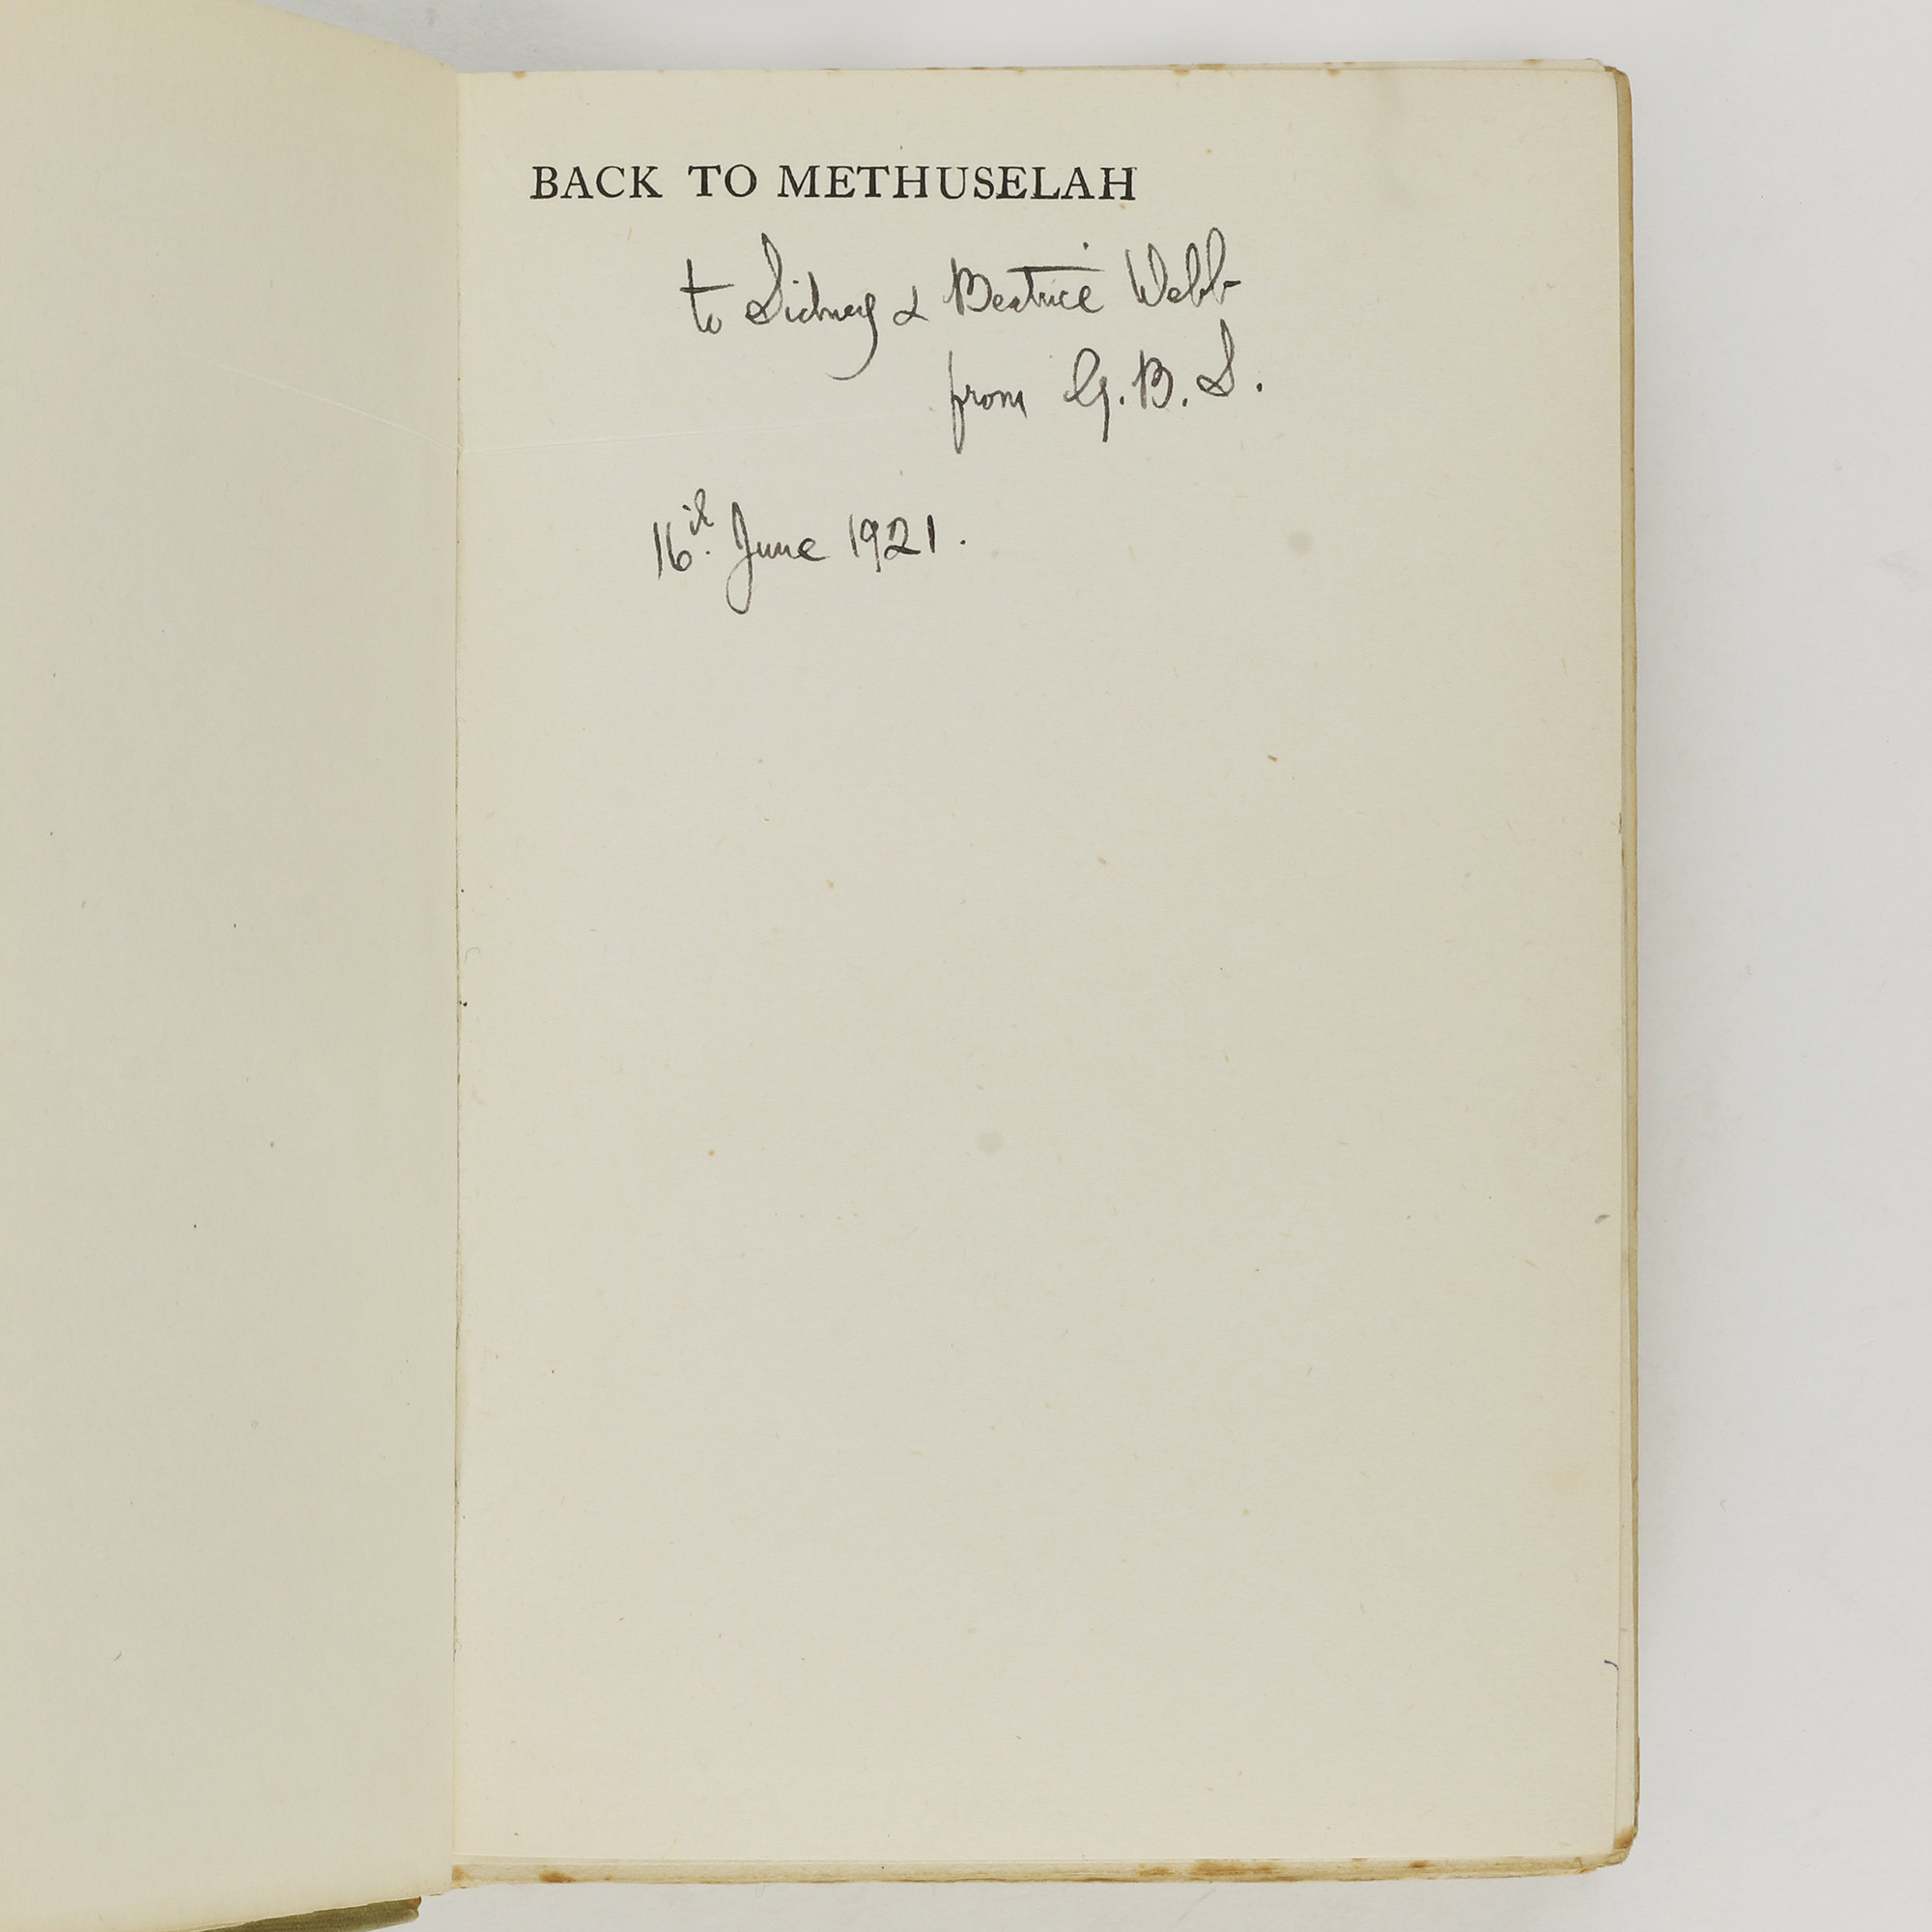 BACK TO METHUSELAH
to Sidney & Beatrice Webb
from G. B. S.
16th. June 1921.